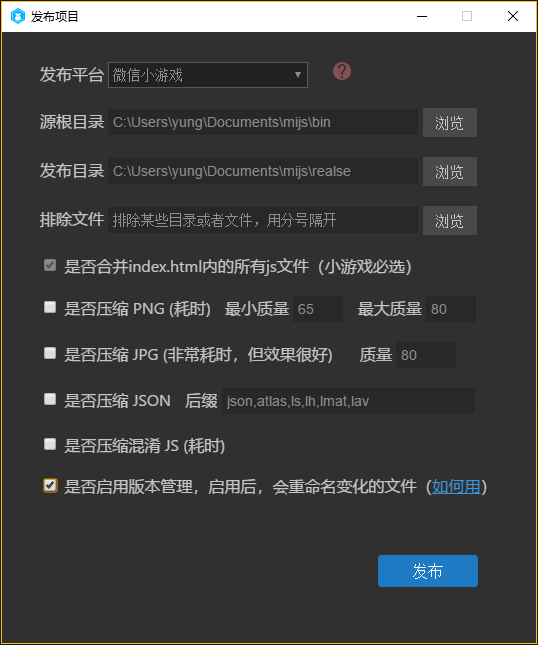 发布项目
发布平台 微信小游戏 ?
源根目录 C:\Users\yung\Documents\mijs\bin 浏览
发布目录 C:\Users\yung\Documents\mijs\realse 浏览
排除文件 排除某些目录或者文件，用分号隔开 浏览
是否合并index.html内的所有js文件（小游戏必选）
是否压缩 PNG (耗时) 最小质量 65 最大质量 80
是否压缩 JPG (非常耗时，但效果很好) 质量 80
是否压缩 JSON 后缀 json,atlas,ls,lh,lmat,lav
是否压缩混淆 JS (耗时)
是否启用版本管理，启用后，会重命名变化的文件（如何用）
发布